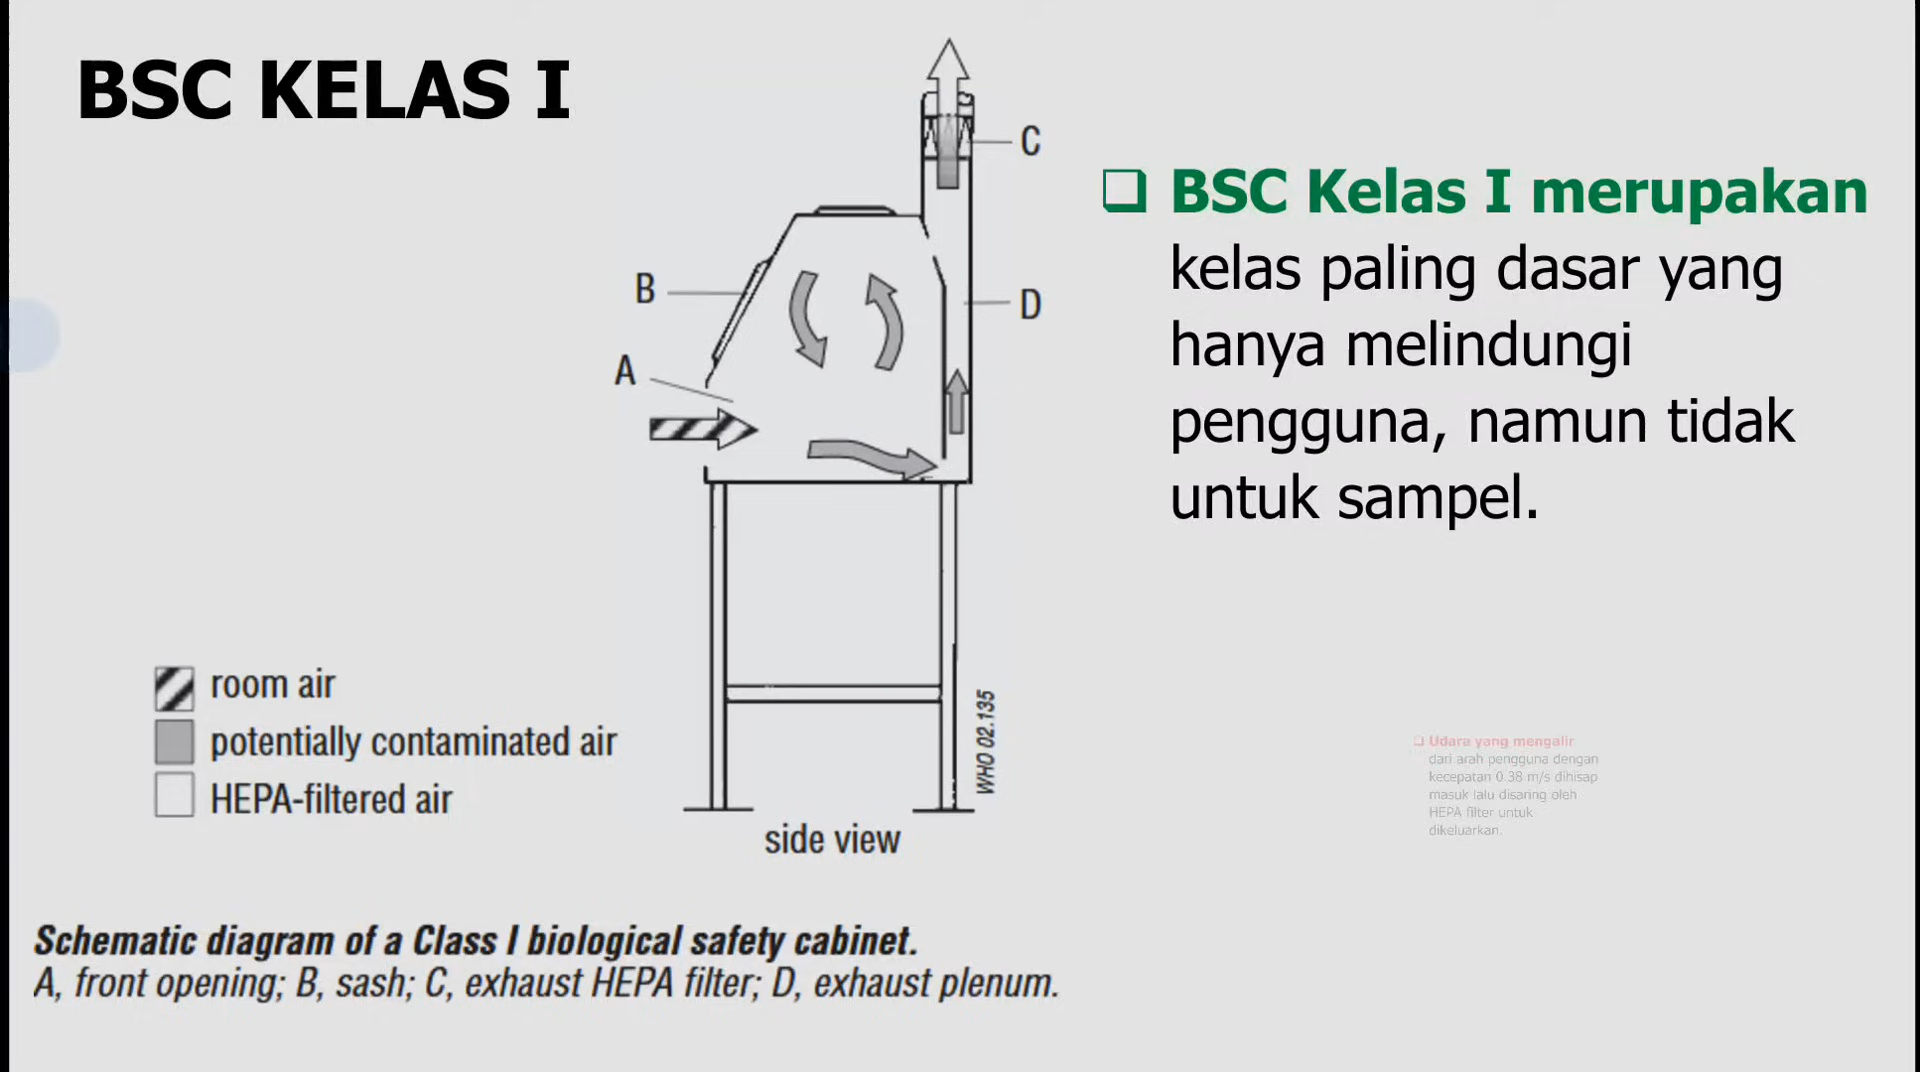 BSC KELAS I
C
B
D
A
❑ BSC Kelas I merupakan
kelas paling dasar yang
hanya melindungi
pengguna, namun tidak
untuk sampel.
room air
potentially contaminated air
HEPA-filtered air
WHO 02.135
side view
❑ Udara yang mengalir
dari arah pengguna dengan
kecepatan 0.38 m/s dihisap
masuk lalu disaring oleh
HEPA filter untuk
dikeluarkan.
Schematic diagram of a Class I biological safety cabinet.
A, front opening; B, sash; C, exhaust HEPA filter; D, exhaust plenum.